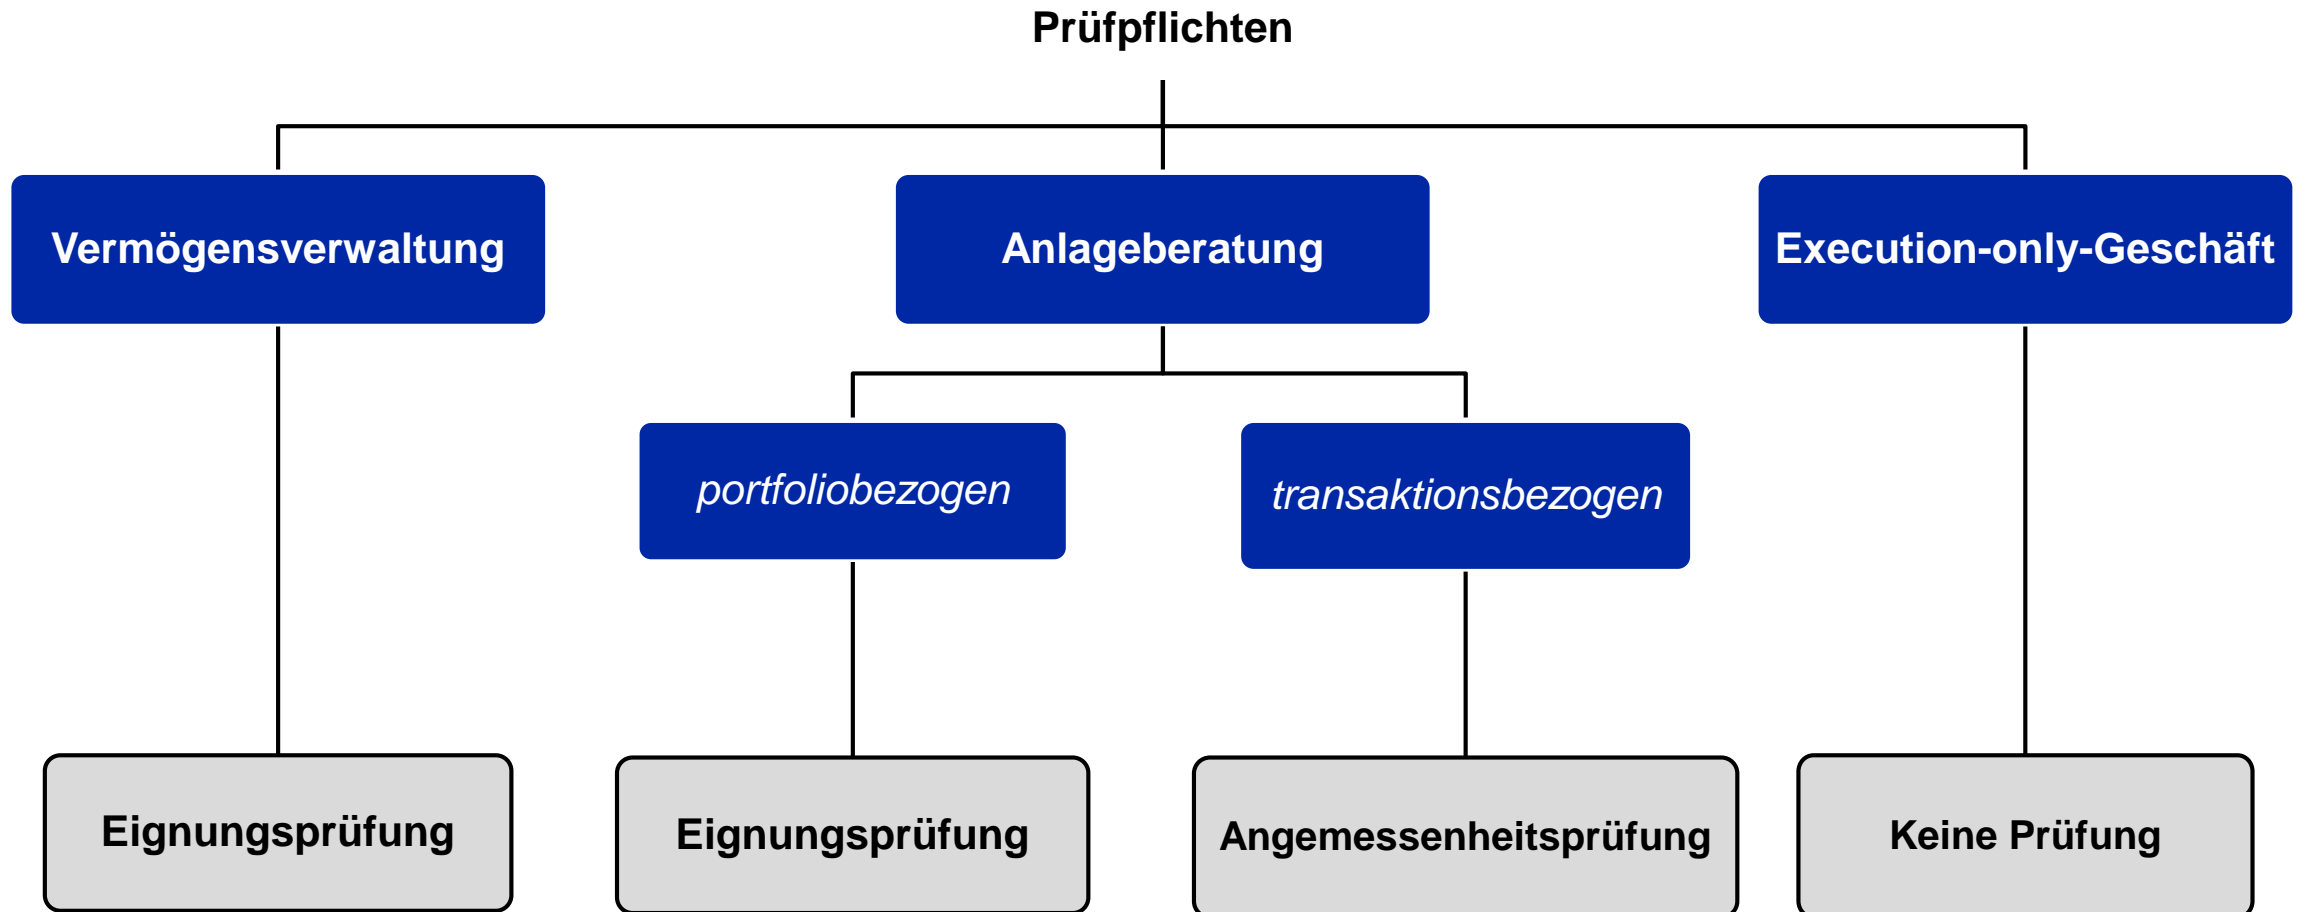 Prüfpflichten
Vermögensverwaltung
Anlageberatung
Execution-only-Geschäft
portfoliobezogen
transaktionsbezogen
Eignungsprüfung
Eignungsprüfung
Angemessenheitsprüfung
Keine Prüfung